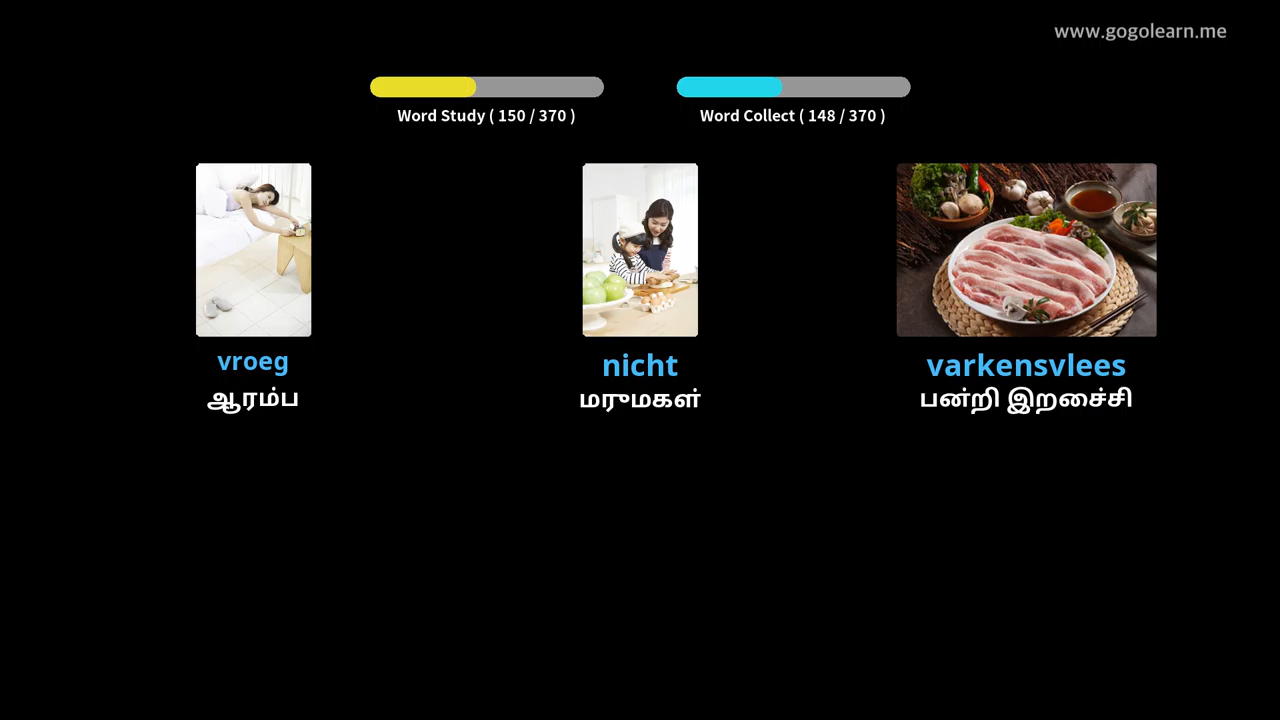 www.gogolearn.me
Word Study ( 150 / 370 )
Word Collect ( 148 / 370 )
vroeg
ஆரம்ப
nicht
மருமகள்
varkensvlees
பன்றி இறைச்சி